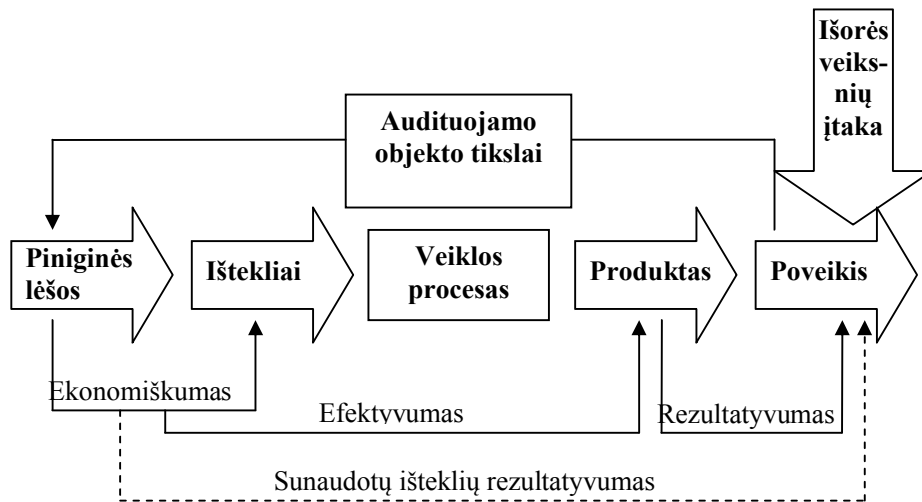 Išorės
veiks-
nių
įtaka
Audituojamo
objekto tikslai
Piniginės
lėšos
Ištekliai
Veiklos
procesas
Produktas
Poveikis
Ekonomiškumas
Efektyvumas
Rezultatyvumas
Sunaudotų išteklių rezultatyvumas